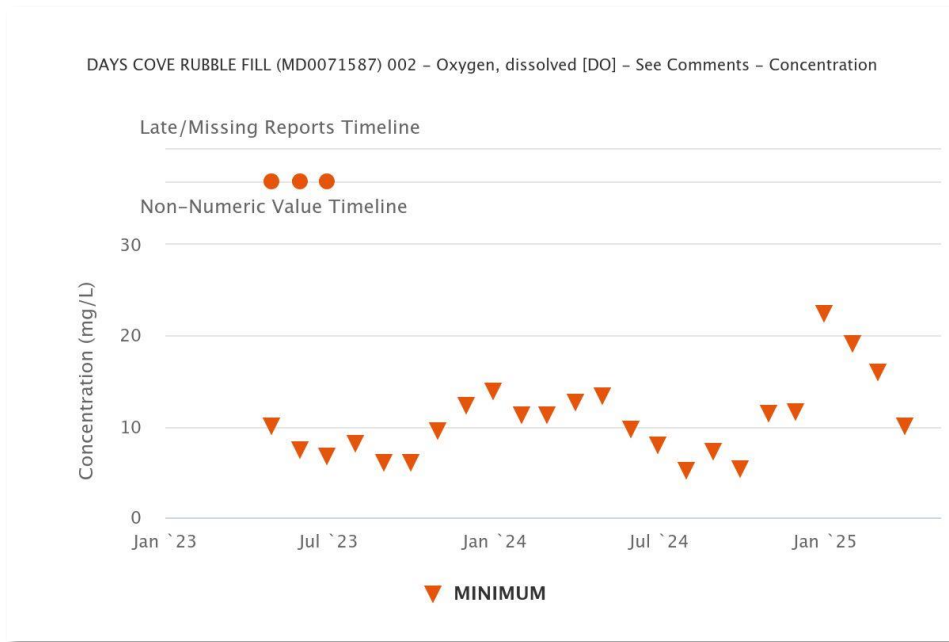 DAYS COVE RUBBLE FILL (MD0071587) 002 – Oxygen, dissolved [DO] – See Comments – Concentration
Late/Missing Reports Timeline
Non-Numeric Value Timeline
30
20
10
0
Concentration (mg/L)
Jan `23
Jul `23
Jan `24
Jul `24
Jan `25
MINIMUM